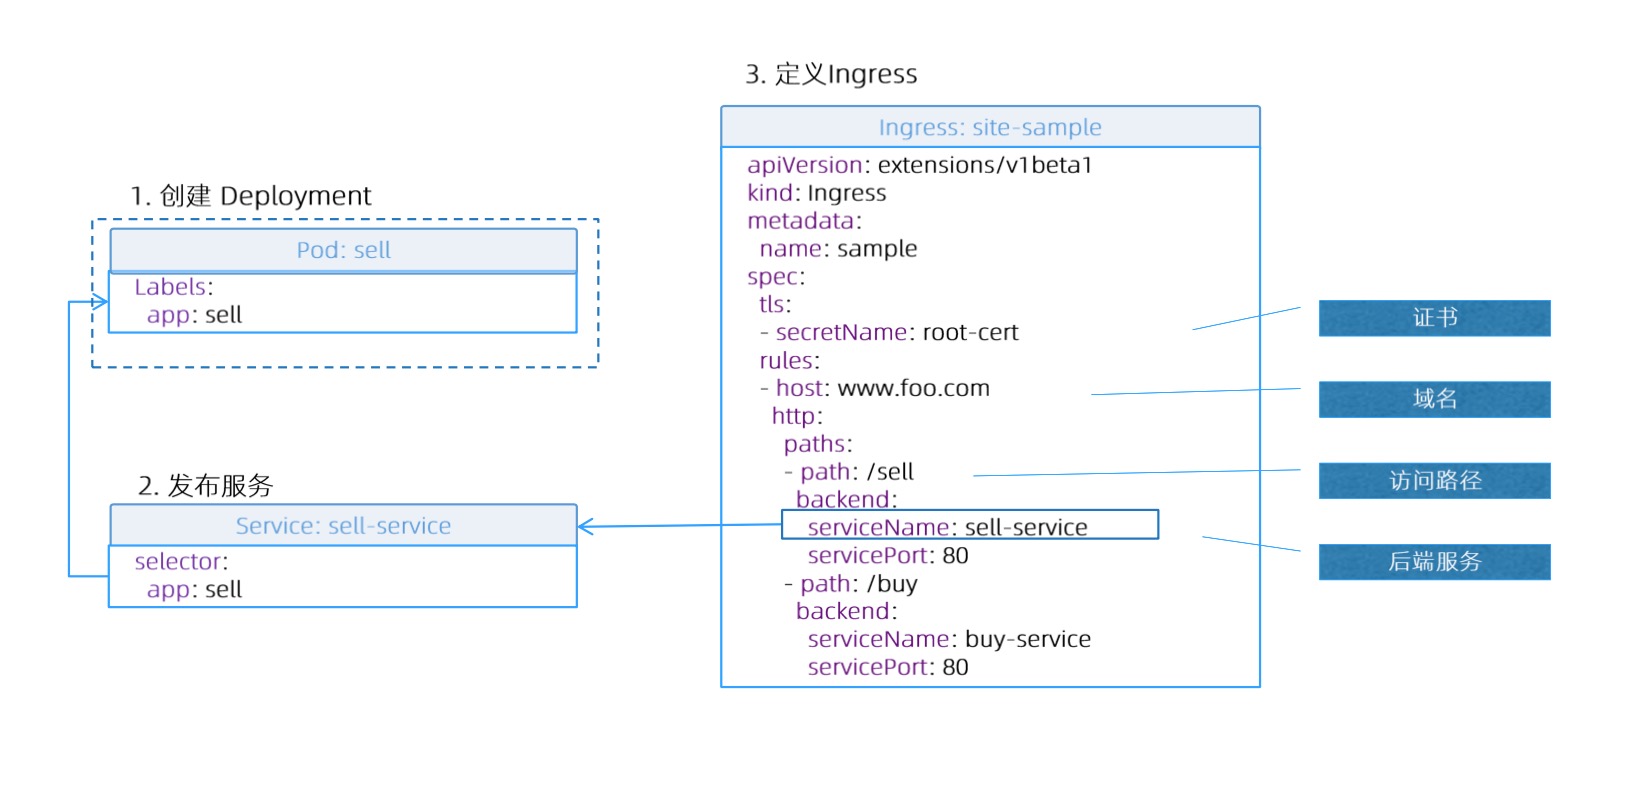 1. 创建 Deployment
Pod: sell
Labels:
app: sell
2. 发布服务
Service: sell-service
selector:
app: sell
3. 定义Ingress
Ingress: site-sample
apiVersion: extensions/v1beta1
kind: Ingress
metadata:
name: sample
spec:
tls:
- secretName: root-cert
rules:
- host: www.foo.com
http:
paths:
- path: /sell
backend:
serviceName: sell-service
servicePort: 80
- path: /buy
backend:
serviceName: buy-service
servicePort: 80
证书
域名
访问路径
后端服务